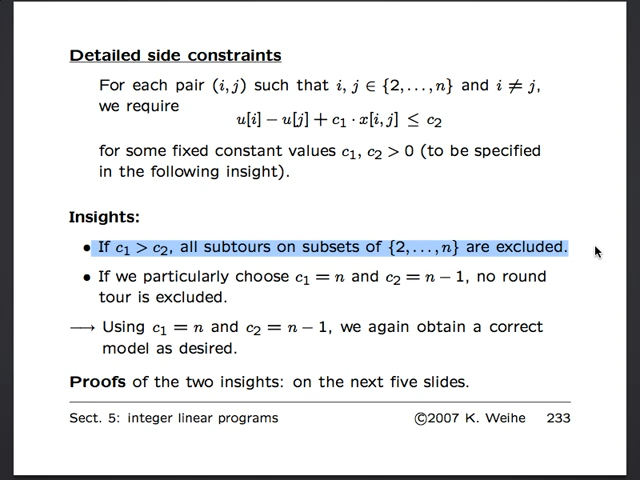 Detailed side constraints
For each pair (i, j) such that i, j ∈ {2, . . . , n} and i ≠ j,
we require
u[i] − u[j] + c₁ · x[i, j] ≤ c₂
for some fixed constant values c₁, c₂ > 0 (to be specified
in the following insight).
Insights:
● If c₁ > c₂, all subtours on subsets of {2, . . . , n} are excluded.
● If we particularly choose c₁ = n and c₂ = n − 1, no round
tour is excluded.
⟶ Using c₁ = n and c₂ = n − 1, we again obtain a correct
model as desired.
Proofs of the two insights: on the next five slides.
Sect. 5: integer linear programs ©2007 K. Weihe 233